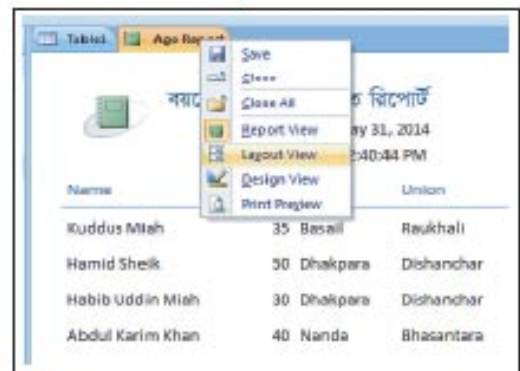 Table1 Age Report
Save
Close
Close All
Report View
Layout View
Design View
Print Preview
রিপোর্ট
ay 31, 2014
2:40:44 PM
Name Union
Kuddus Miah 35 Basail Raukhali
Hamid Sheik 50 Dhakpara Dishanchar
Habib Uddin Miah 30 Dhakpara Dishanchar
Abdul Karim Khan 40 Nanda Bhasantara